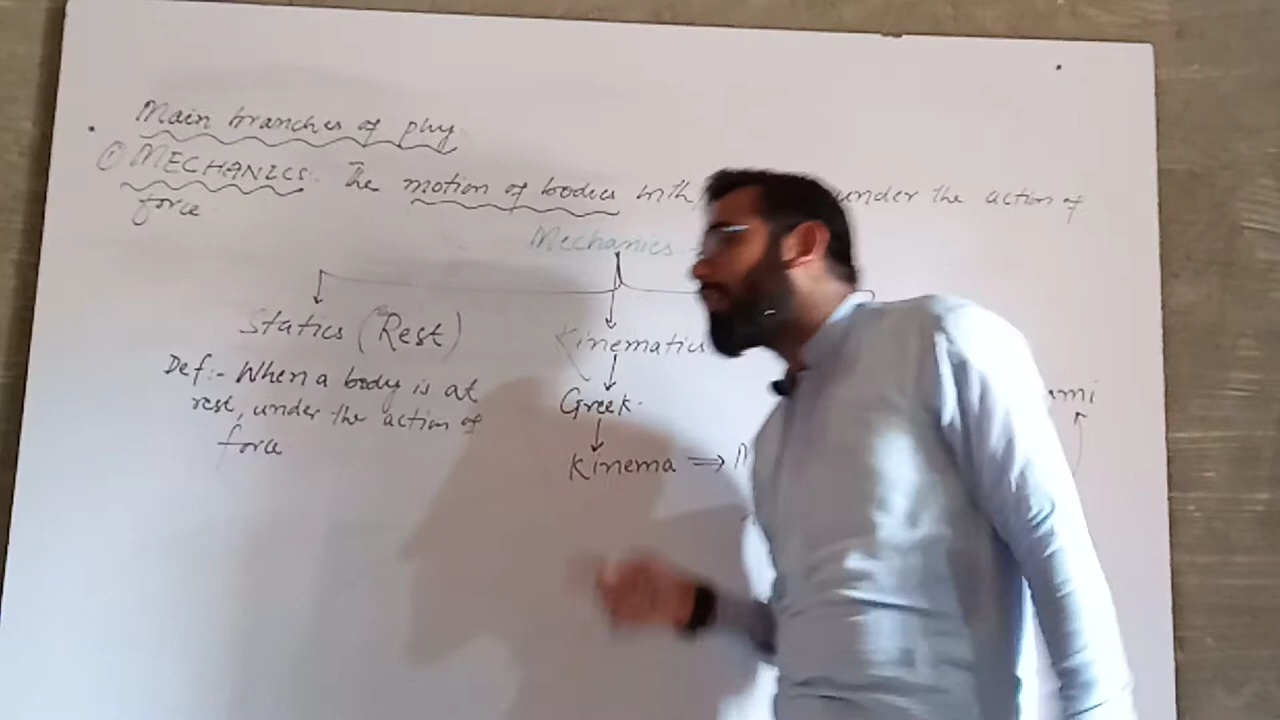 Main branches of phy.
① MECHANICS: The motion of bodies with under the action of
force
Mechanics
Statics (Rest) Kinematics
Def:- When a body is at
rest, under the action of
force
Greek.
Kinema ⇒